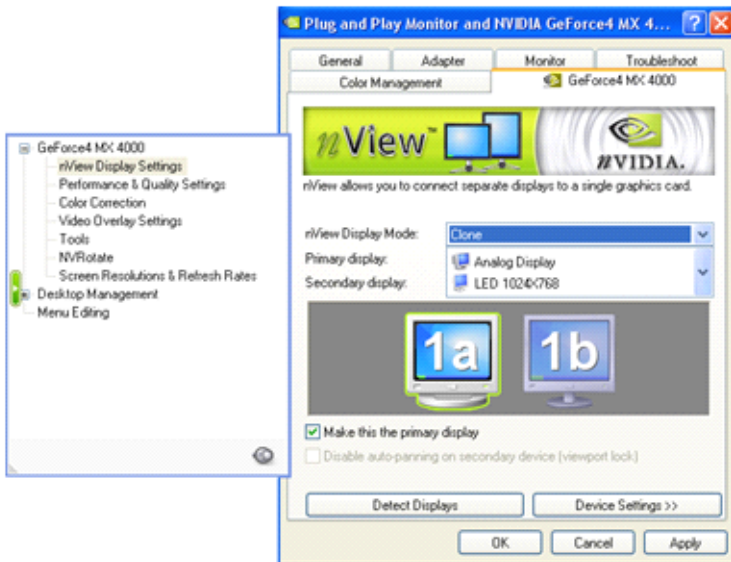 Plug and Play Monitor and NVIDIA GeForce4 MX 4...
General Adapter Monitor Troubleshoot
Color Management GeForce4 MX 4000
nView™
nVIDIA.
nView allows you to connect separate displays to a single graphics card.
nView Display Mode: Clone
Primary display: Analog Display
Secondary display: LED 1024X768
1a 1b
Make this the primary display
Disable auto-panning on secondary device (viewport lock)
Detect Displays Device Settings >>
OK Cancel Apply
GeForce4 MX 4000
nView Display Settings
Performance & Quality Settings
Color Correction
Video Overlay Settings
Tools
NVRotate
Screen Resolutions & Refresh Rates
Desktop Management
Menu Editing